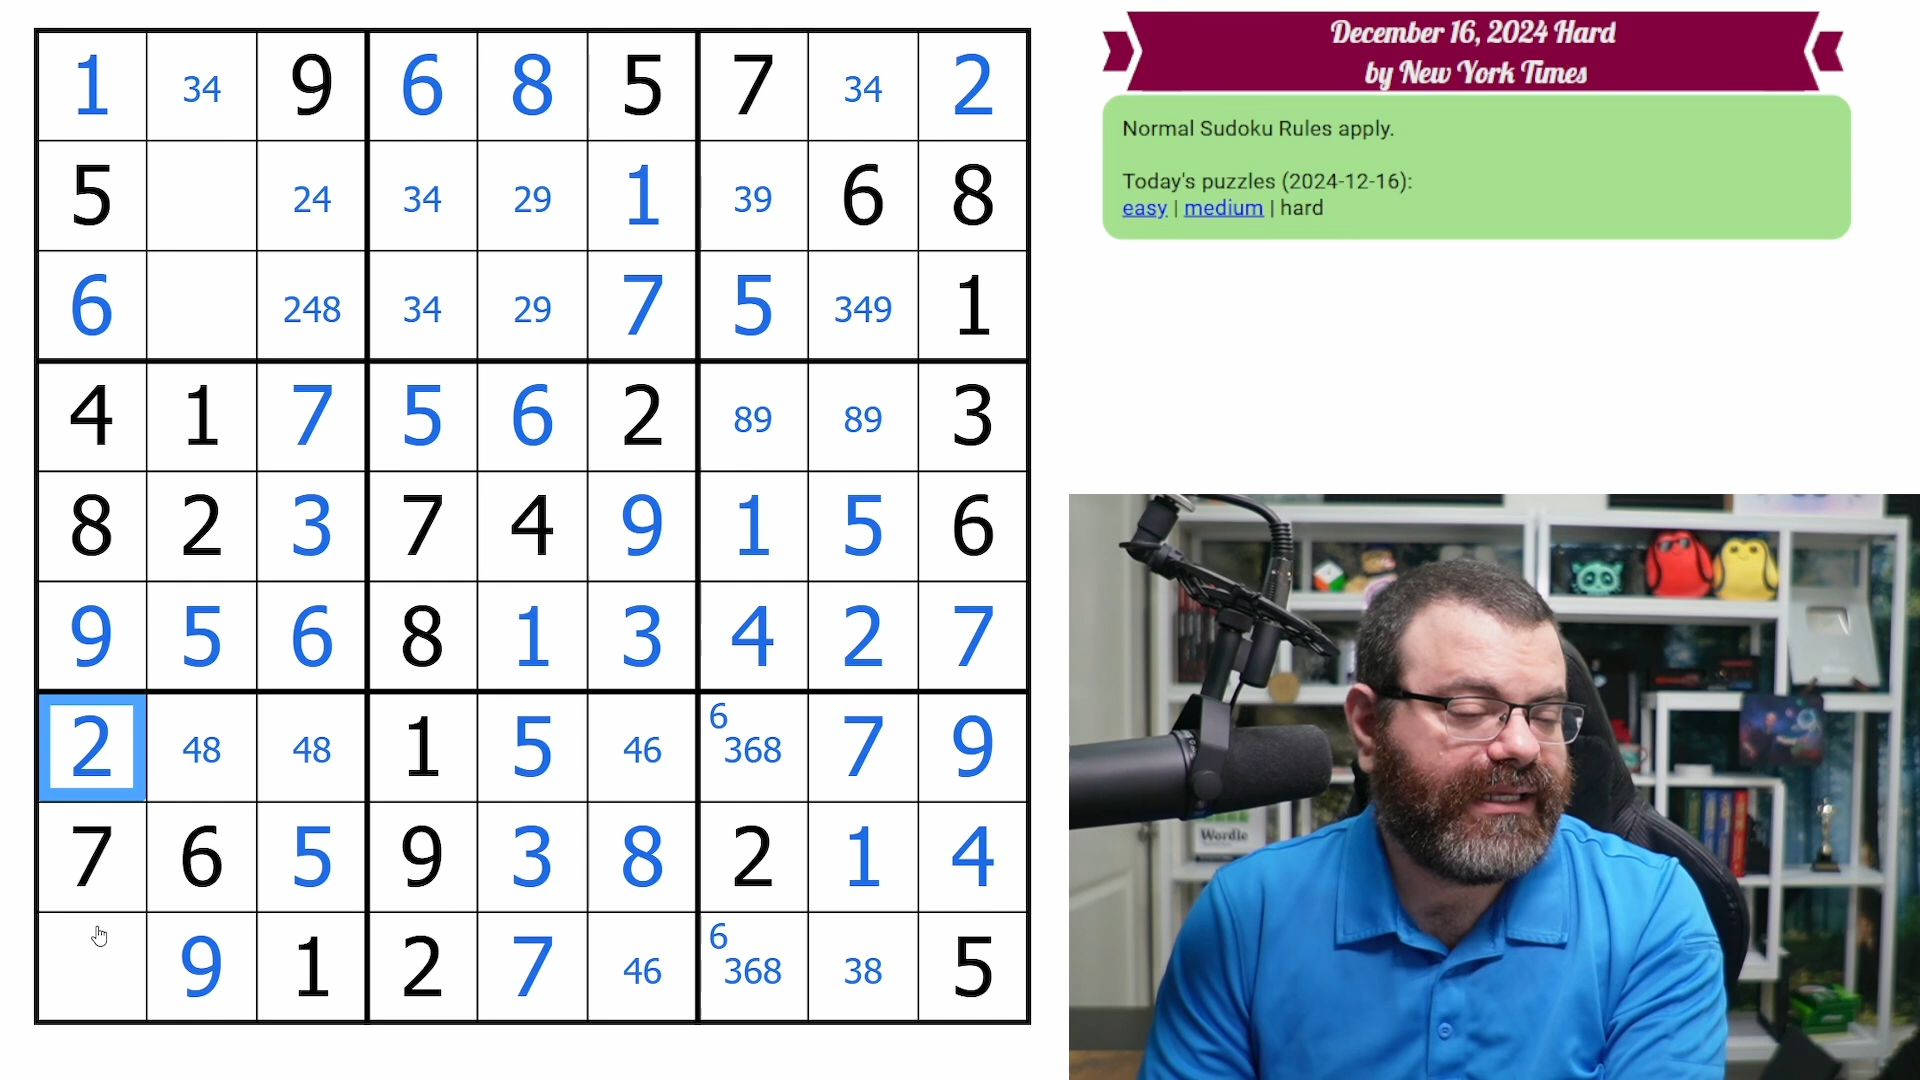 December 16, 2024 Hard
by New York Times
Normal Sudoku Rules apply.
Today's puzzles (2024-12-16):
easy | medium | hard
1 34 9 6 8 5 7 34 2
5 24 34 29 1 39 6 8
6 248 34 29 7 5 349 1
4 1 7 5 6 2 89 89 3
8 2 3 7 4 9 1 5 6
9 5 6 8 1 3 4 2 7
2 48 48 1 5 46 6 368 7 9
7 6 5 9 3 8 2 1 4
9 1 2 7 46 6 368 38 5
Wordle